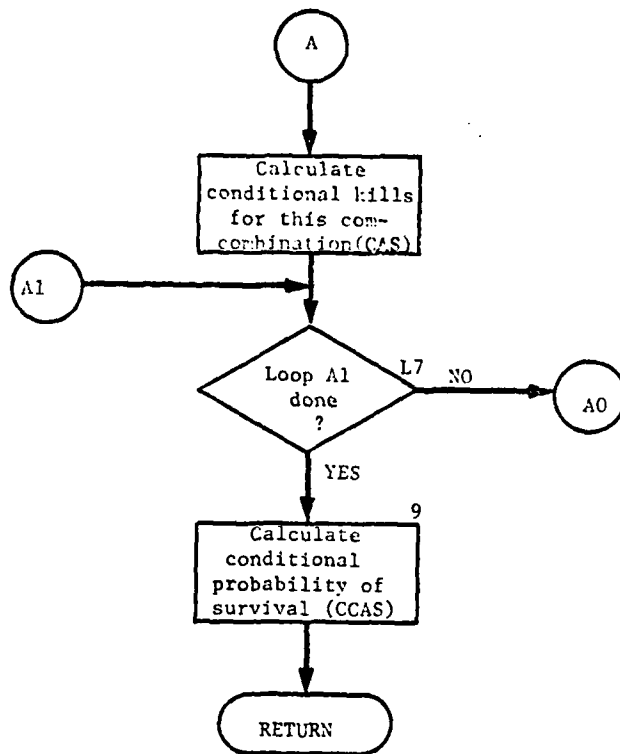 A
Calculate
conditional kills
for this com-
combination(CAS)
A1
Loop A1
done
?
L7
NO
A0
YES
9
Calculate
conditional
probability of
survival (CCAS)
RETURN